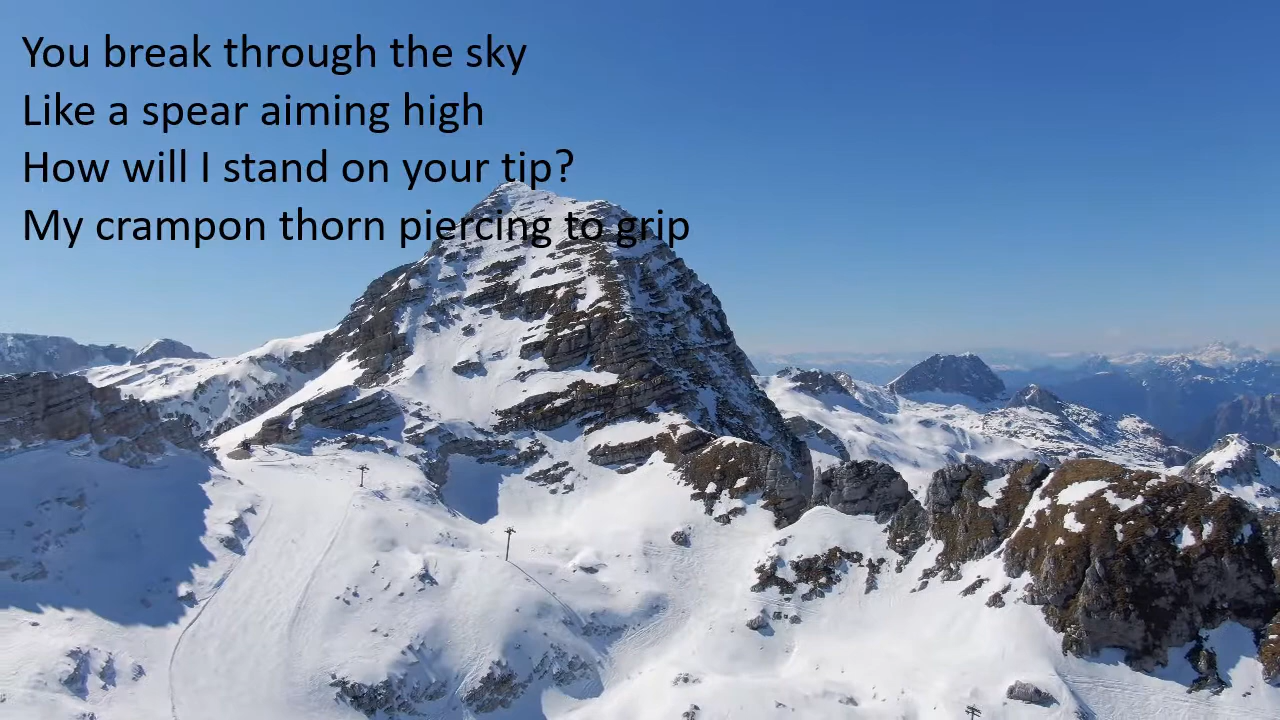 You break through the sky
Like a spear aiming high
How will I stand on your tip?
My crampon thorn piercing to grip